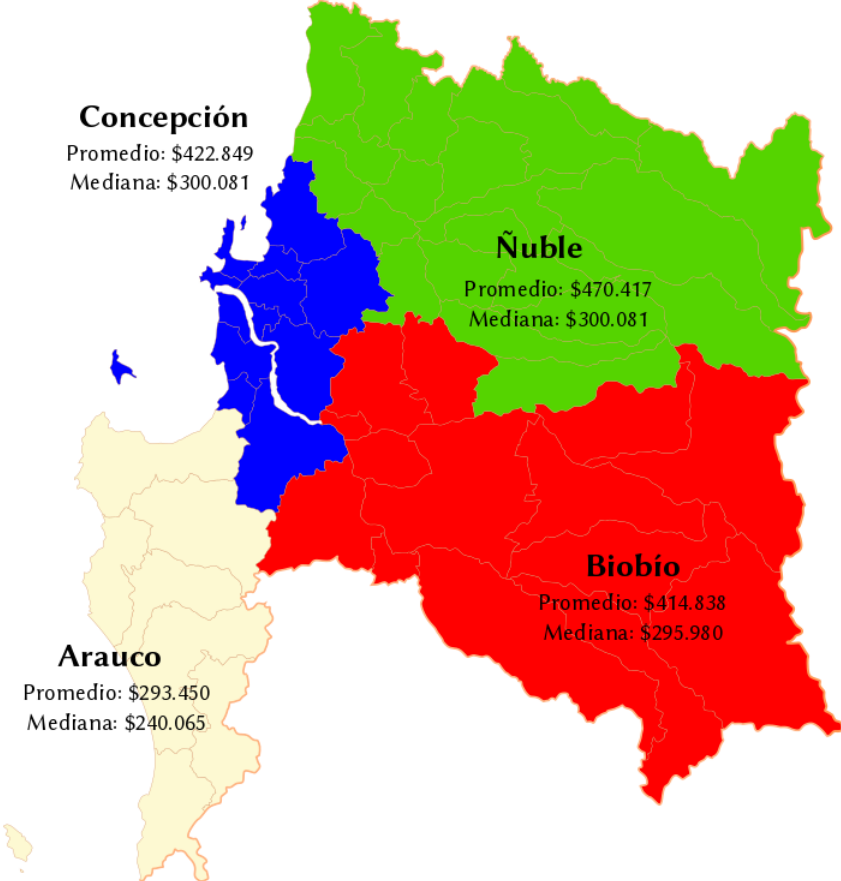 Concepción
Promedio: $422.849
Mediana: $300.081
Ñuble
Promedio: $470.417
Mediana: $300.081
Biobío
Promedio: $414.838
Mediana: $295.980
Arauco
Promedio: $293.450
Mediana: $240.065